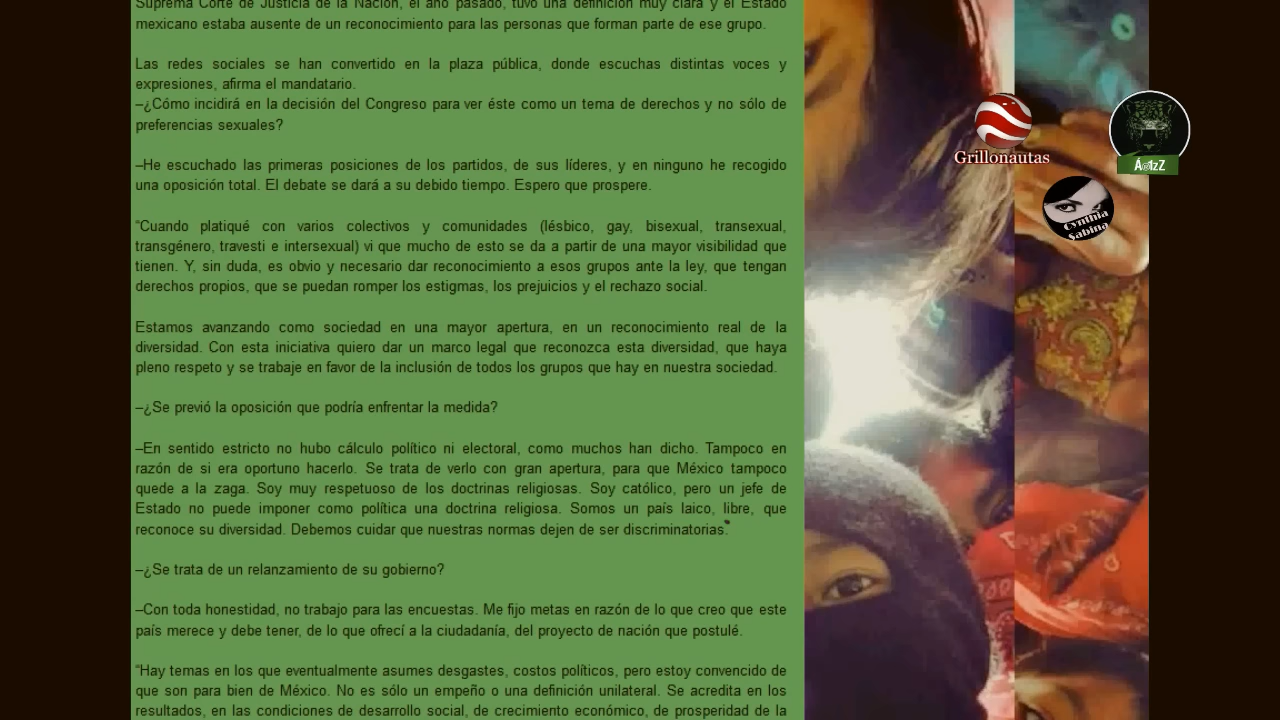 Suprema Corte de Justicia de la Nación, el año pasado, tuvo una definición muy clara y el Estado
mexicano estaba ausente de un reconocimiento para las personas que forman parte de ese grupo.
Las redes sociales se han convertido en la plaza pública, donde escuchas distintas voces y
expresiones, afirma el mandatario.
–¿Cómo incidirá en la decisión del Congreso para ver éste como un tema de derechos y no sólo de
preferencias sexuales?
–He escuchado las primeras posiciones de los partidos, de sus líderes, y en ninguno he recogido
una oposición total. El debate se dará a su debido tiempo. Espero que prospere.
“Cuando platiqué con varios colectivos y comunidades (lésbico, gay, bisexual, transexual,
transgénero, travesti e intersexual) vi que mucho de esto se da a partir de una mayor visibilidad que
tienen. Y, sin duda, es obvio y necesario dar reconocimiento a esos grupos ante la ley, que tengan
derechos propios, que se puedan romper los estigmas, los prejuicios y el rechazo social.
Estamos avanzando como sociedad en una mayor apertura, en un reconocimiento real de la
diversidad. Con esta iniciativa quiero dar un marco legal que reconozca esta diversidad, que haya
pleno respeto y se trabaje en favor de la inclusión de todos los grupos que hay en nuestra sociedad.
–¿Se previó la oposición que podría enfrentar la medida?
–En sentido estricto no hubo cálculo político ni electoral, como muchos han dicho. Tampoco en
razón de si era oportuno hacerlo. Se trata de verlo con gran apertura, para que México tampoco
quede a la zaga. Soy muy respetuoso de los doctrinas religiosas. Soy católico, pero un jefe de
Estado no puede imponer como política una doctrina religiosa. Somos un país laico, libre, que
reconoce su diversidad. Debemos cuidar que nuestras normas dejen de ser discriminatorias.
–¿Se trata de un relanzamiento de su gobierno?
–Con toda honestidad, no trabajo para las encuestas. Me fijo metas en razón de lo que creo que este
país merece y debe tener, de lo que ofrecí a la ciudadanía, del proyecto de nación que postulé.
“Hay temas en los que eventualmente asumes desgastes, costos políticos, pero estoy convencido de
que son para bien de México. No es sólo un empeño o una definición unilateral. Se acredita en los
resultados, en las condiciones de desarrollo social, de crecimiento económico, de prosperidad de la
Grillonautas
Cynthia
Sabina